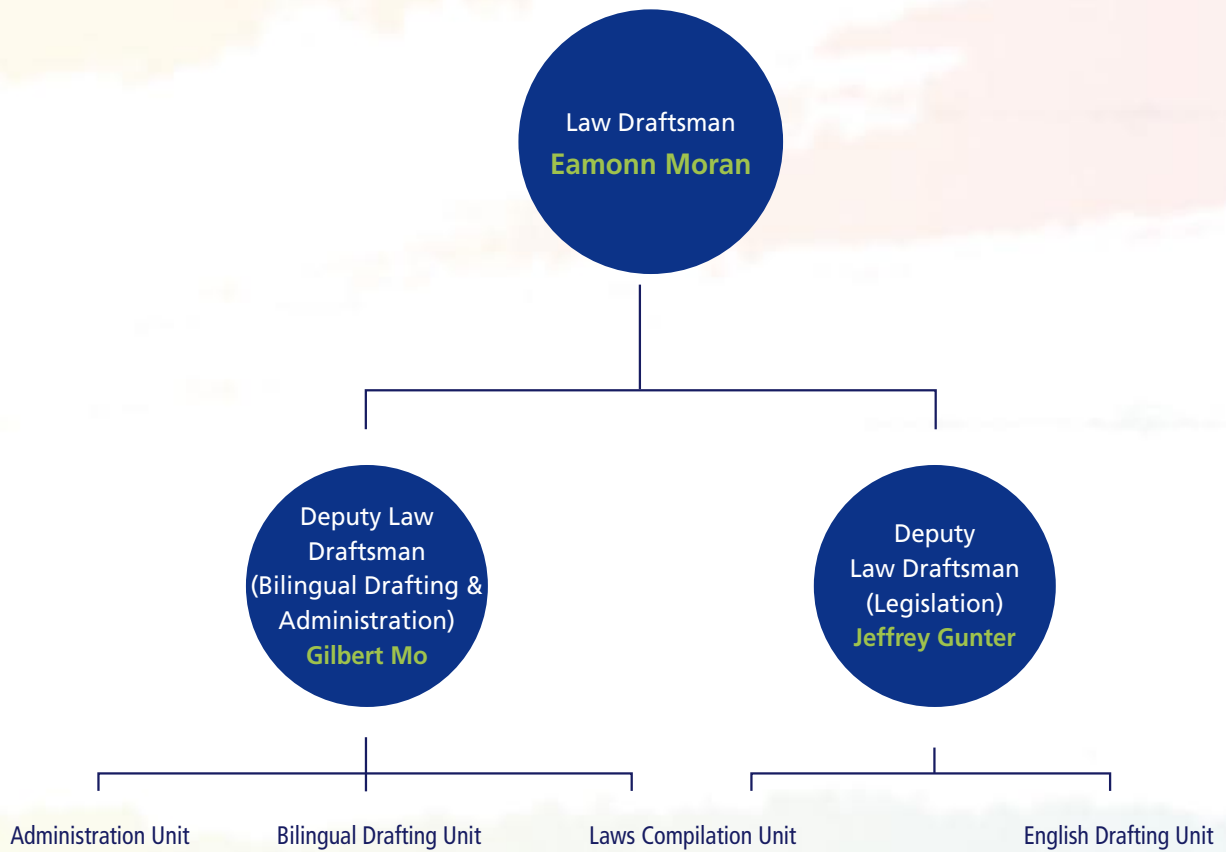 Law Draftsman
Eamonn Moran
Deputy Law
Draftsman
(Bilingual Drafting &
Administration)
Gilbert Mo
Deputy
Law Draftsman
(Legislation)
Jeffrey Gunter
Administration Unit
Bilingual Drafting Unit
Laws Compilation Unit
English Drafting Unit